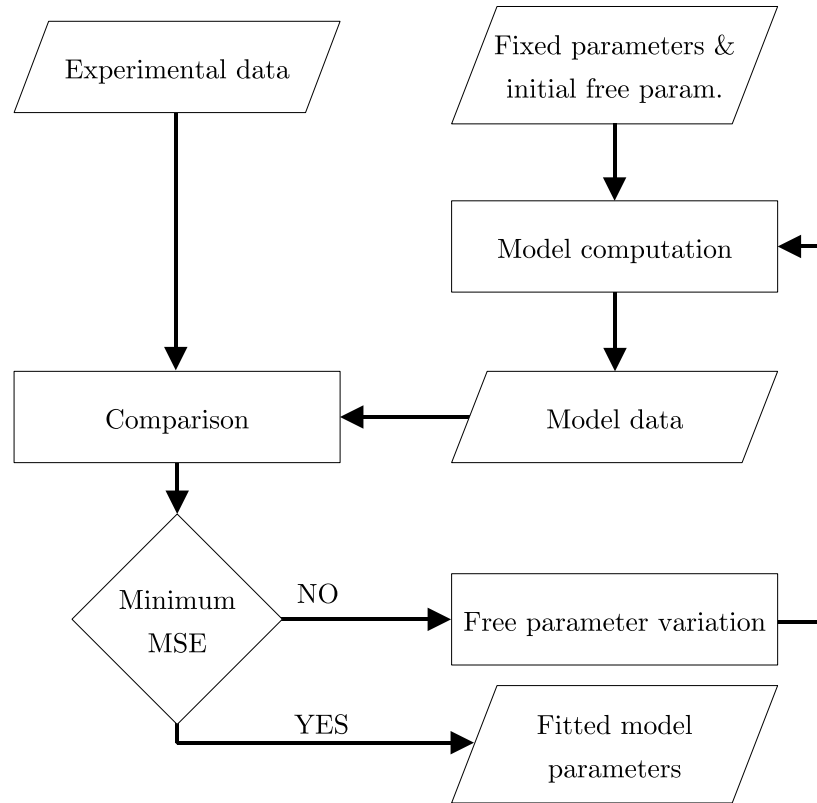 Experimental data
Fixed parameters &
initial free param.
Model computation
Comparison
Model data
Minimum
MSE
NO
Free parameter variation
YES
Fitted model
parameters